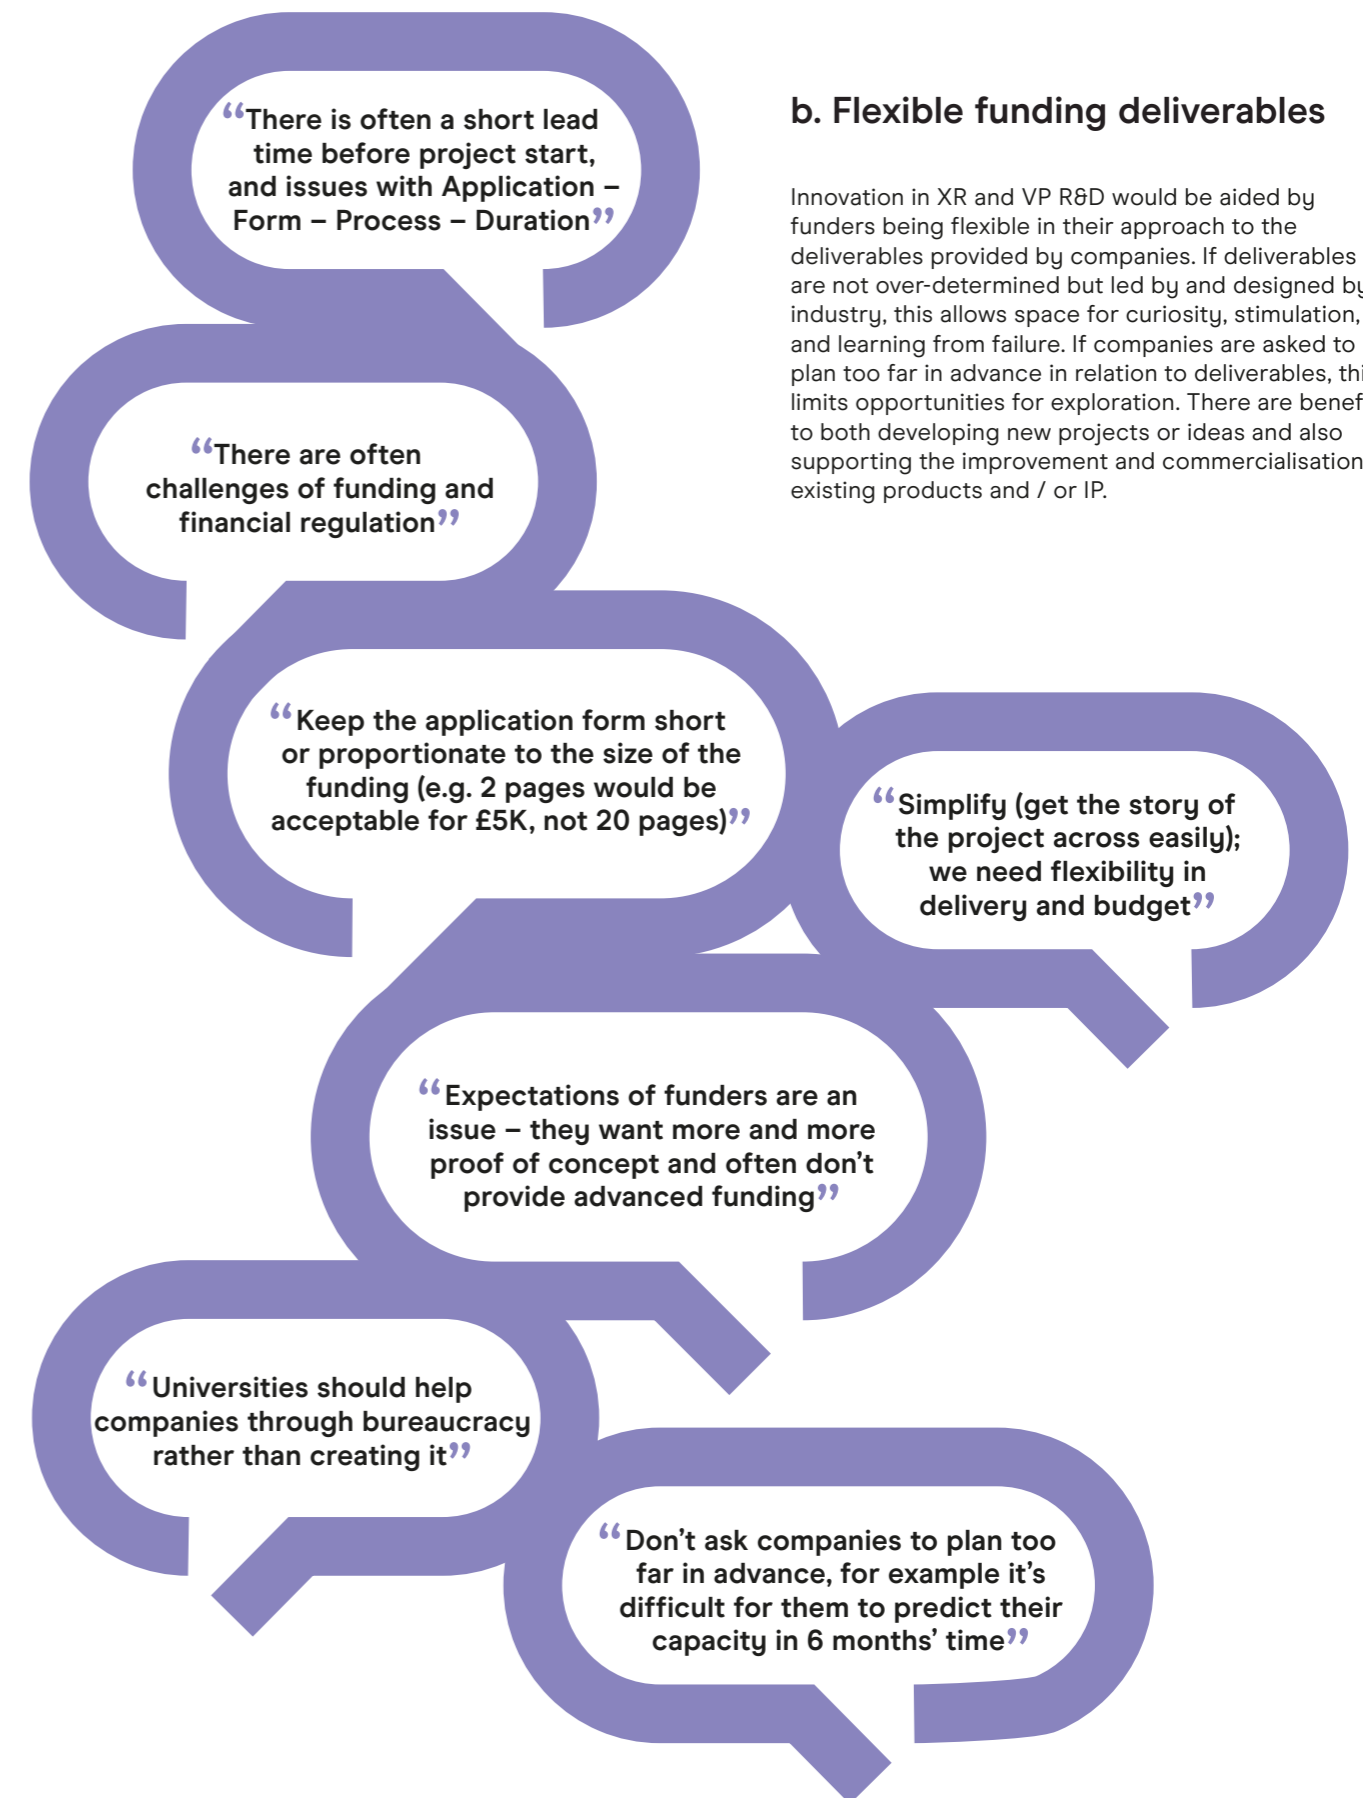 “There is often a short lead
time before project start,
and issues with Application –
Form – Process – Duration”
“There are often
challenges of funding and
financial regulation”
“Keep the application form short
or proportionate to the size of the
funding (e.g. 2 pages would be
acceptable for £5K, not 20 pages)”
“Simplify (get the story of
the project across easily);
we need flexibility in
delivery and budget”
“Expectations of funders are an
issue – they want more and more
proof of concept and often don’t
provide advanced funding”
“Universities should help
companies through bureaucracy
rather than creating it”
“Don’t ask companies to plan too
far in advance, for example it’s
difficult for them to predict their
capacity in 6 months’ time”
b. Flexible funding deliverables
Innovation in XR and VP R&D would be aided by
funders being flexible in their approach to the
deliverables provided by companies. If deliverables
are not over-determined but led by and designed by
industry, this allows space for curiosity, stimulation,
and learning from failure. If companies are asked to
plan too far in advance in relation to deliverables,
limits opportunities for exploration. There are
to both developing new projects or ideas and also
supporting the improvement and commercialisation
existing products and / or IP.